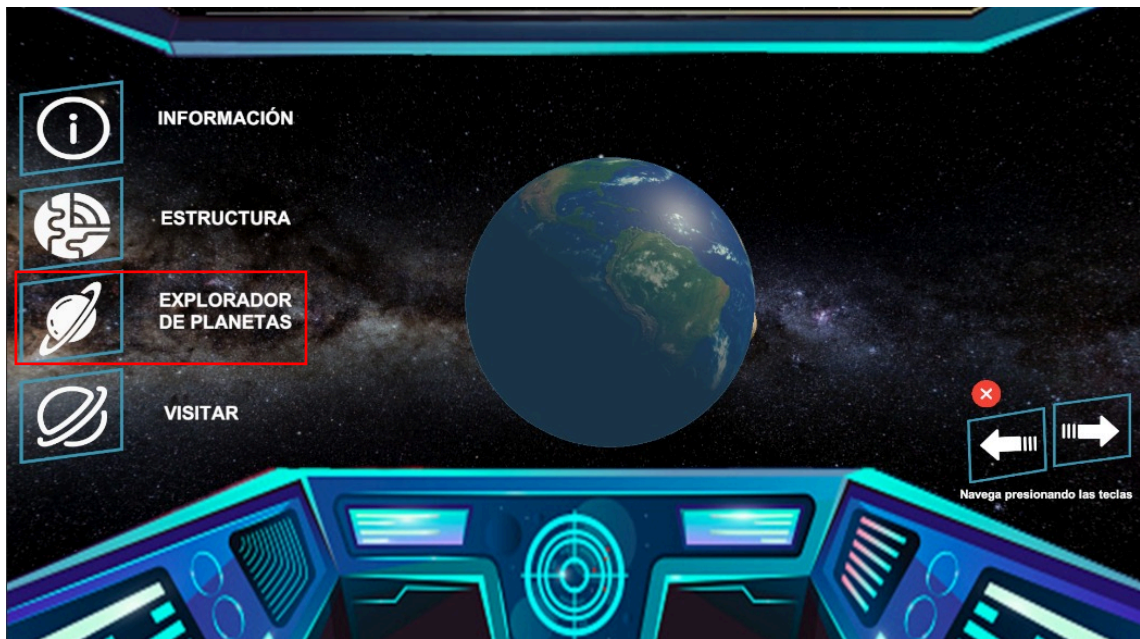 INFORMACIÓN
ESTRUCTURA
EXPLORADOR
DE PLANETAS
VISITAR
Navega presionando las teclas